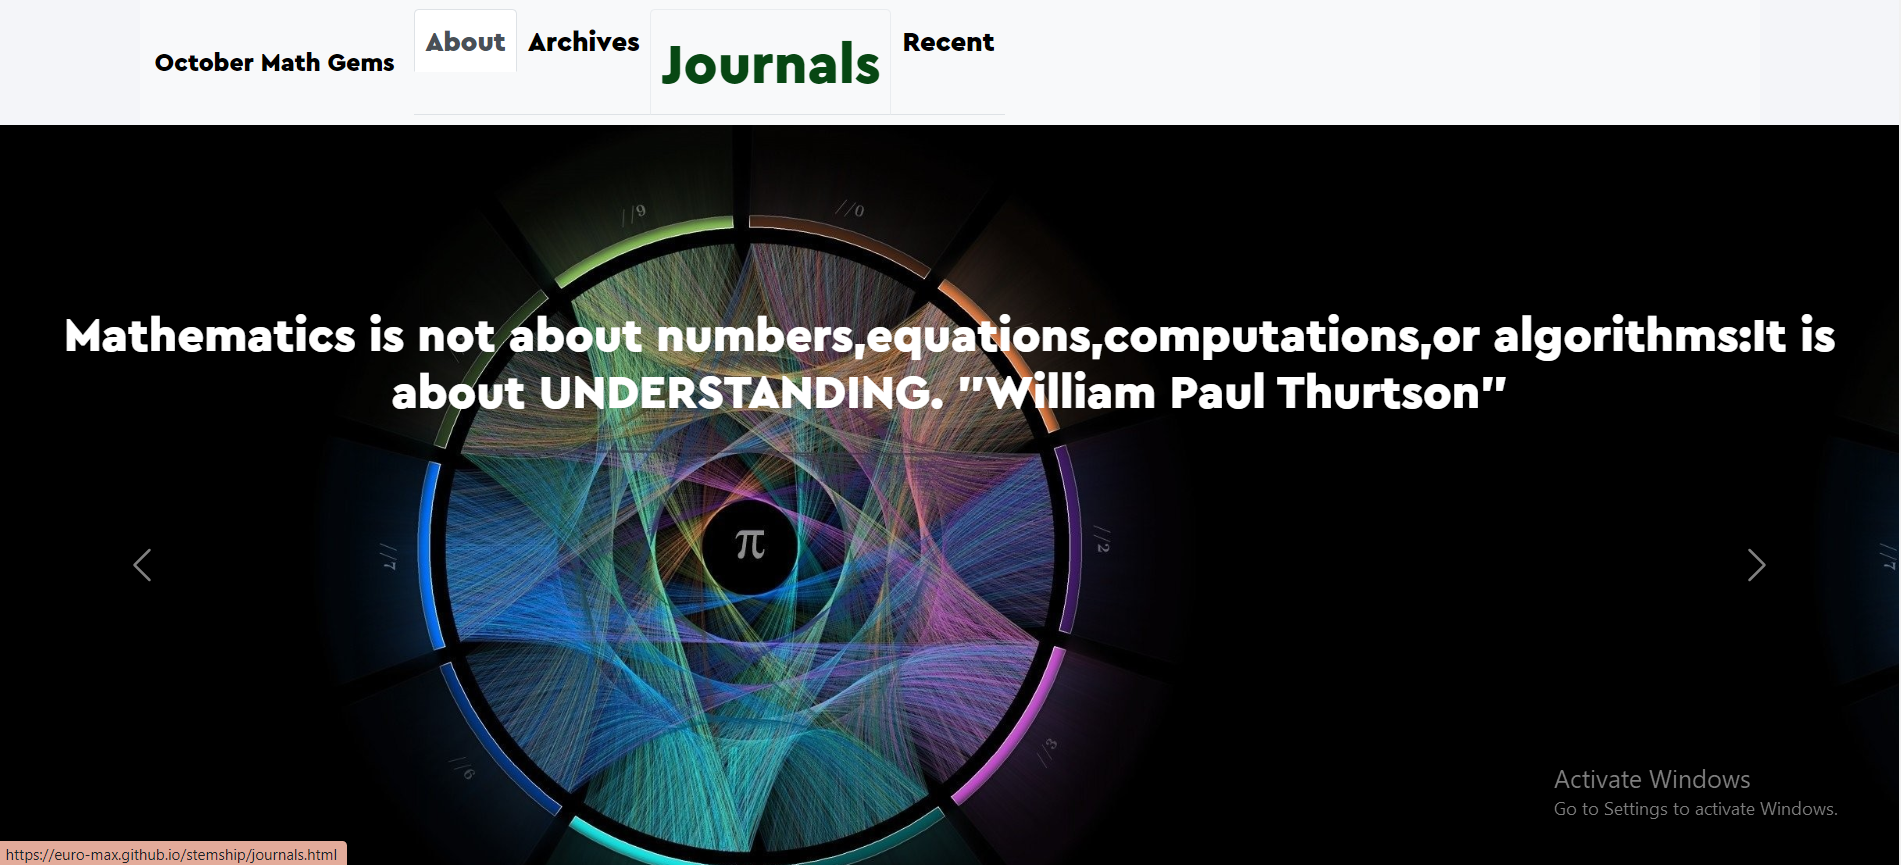 October Math Gems
About
Archives
Journals
Recent
//9
//0
Mathematics is not about numbers,equations,computations,or algorithms:It is
about UNDERSTANDING. "William Paul Thurtson"
//7
π
//2
//7
//6
//3
Activate Windows
Go to Settings to activate Windows.
https://euro-max.github.io/stemship/journals.html